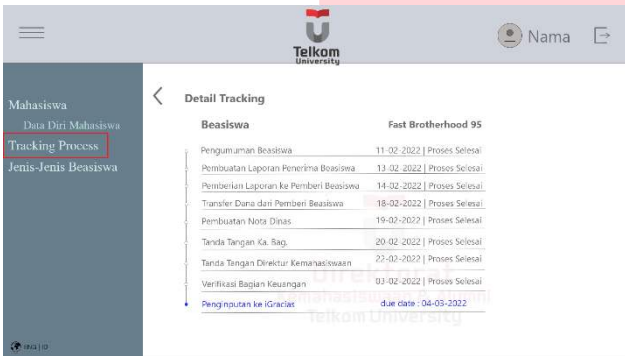 Telkom
University
Nama
Mahasiswa
Data Diri Mahasiswa
Tracking Process
Jenis-Jenis Beasiswa
Detail Tracking
Beasiswa Fast Brotherhood 95
Pengumuman Beasiswa 11-02-2022 | Proses Selesai
Pembuatan Laporan Penerima Beasiswa 13-02-2022 | Proses Selesai
Pemberian Laporan ke Pemberi Beasiswa 14-02-2022 | Proses Selesai
Transfer Dana dari Pemberi Beasiswa 18-02-2022 | Proses Selesai
Pembuatan Nota Dinas 19-02-2022 | Proses Selesai
Tanda Tangan Ka. Bag. 20-02-2022 | Proses Selesai
Tanda Tangan Direktur Kemahasiswaan 22-02-2022 | Proses Selesai
Verifikasi Bagian Keuangan 03-02-2022 | Proses Selesai
Penginputan ke iGracias due date : 04-03-2022
Direktorat
Telkom University